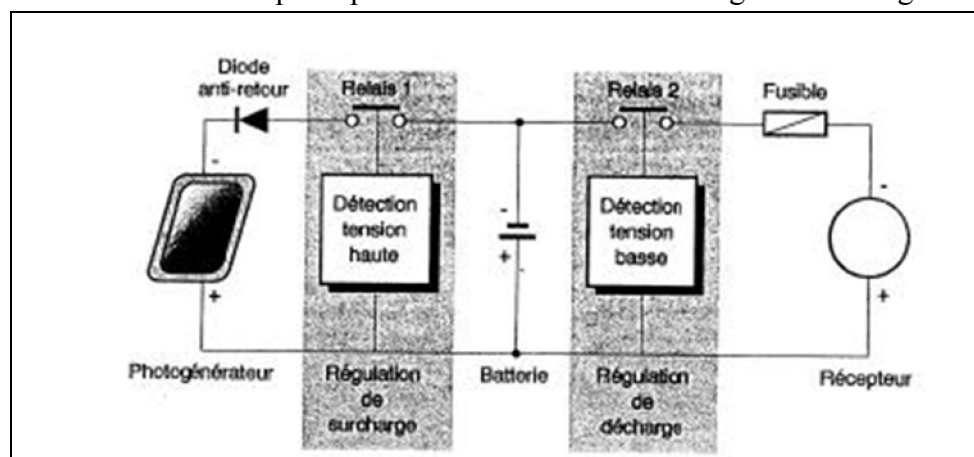 Diode
anti-retour
Relais 1
Relais 2
Fusible
-
-
-
Détection
tension
haute
Détection
tension
basse
+
+
+
Photogénérateur
Régulation
de
surcharge
Batterie
Régulation
de
décharge
Récepteur